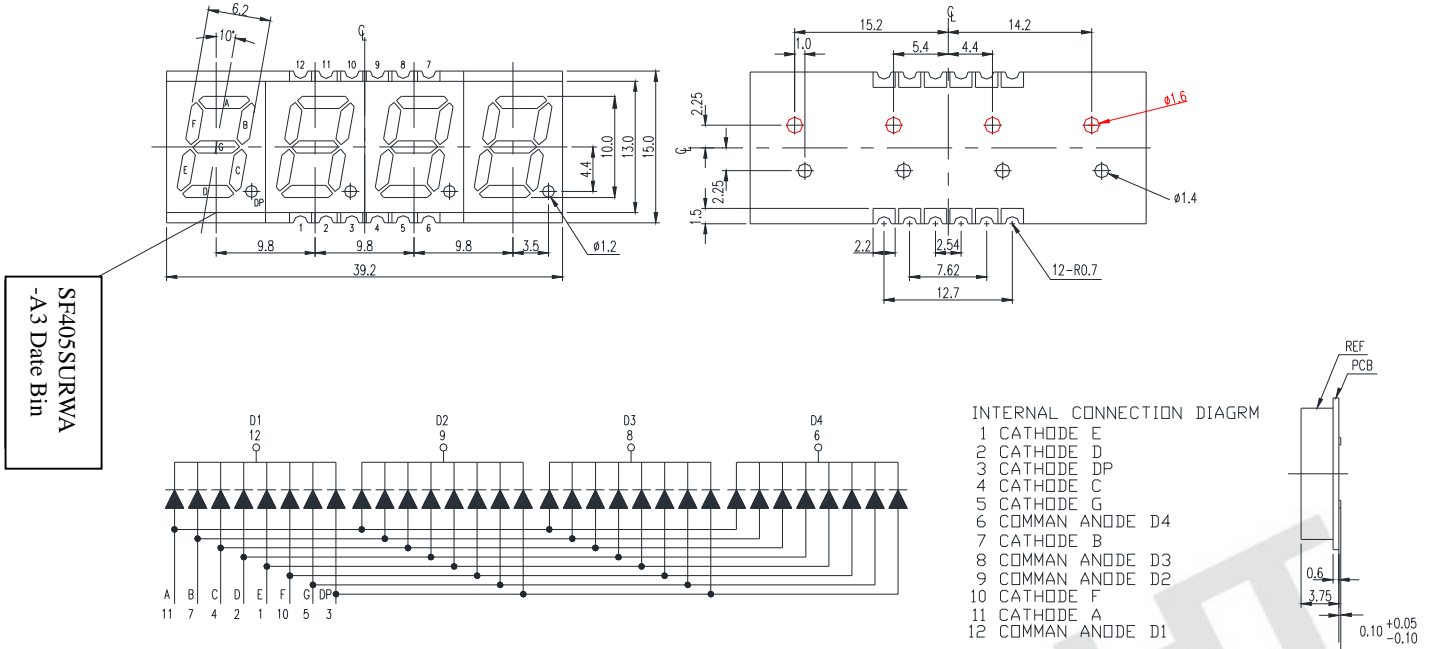 6.2
10°
℄
12 11 10 9 8 7
A
F B
G
E C
D
DP
1 2 3 4 5 6
4.4
10.0
13.0
15.0
9.8 9.8 9.8 3.5
ø1.2
39.2
℄
15.2 14.2
1.0 5.4 4.4
2.25
ø1.6
℄
2.25
ø1.4
1.5
2.2 2.54
7.62
12.7
12-R0.7
SF405SURWA
-A3 Date Bin
D1 D2 D3 D4
12 9 8 6
A B C D E F G DP
11 7 4 2 1 10 5 3
INTERNAL CONNECTION DIAGRM
1 CATHODE E
2 CATHODE D
3 CATHODE DP
4 CATHODE C
5 CATHODE G
6 COMMAN ANODE D4
7 CATHODE B
8 COMMAN ANODE D3
9 COMMAN ANODE D2
10 CATHODE F
11 CATHODE A
12 COMMAN ANODE D1
REF
PCB
0.6
3.75
0.10 +0.05
-0.10